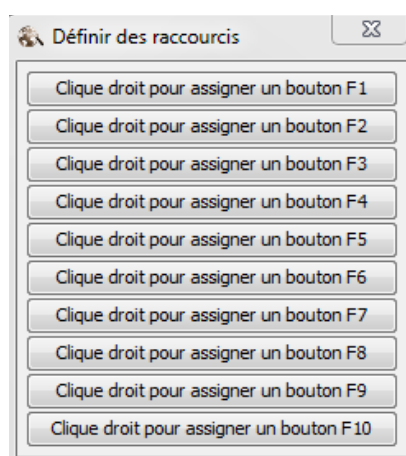 Définir des raccourcis
Clique droit pour assigner un bouton F1
Clique droit pour assigner un bouton F2
Clique droit pour assigner un bouton F3
Clique droit pour assigner un bouton F4
Clique droit pour assigner un bouton F5
Clique droit pour assigner un bouton F6
Clique droit pour assigner un bouton F7
Clique droit pour assigner un bouton F8
Clique droit pour assigner un bouton F9
Clique droit pour assigner un bouton F10